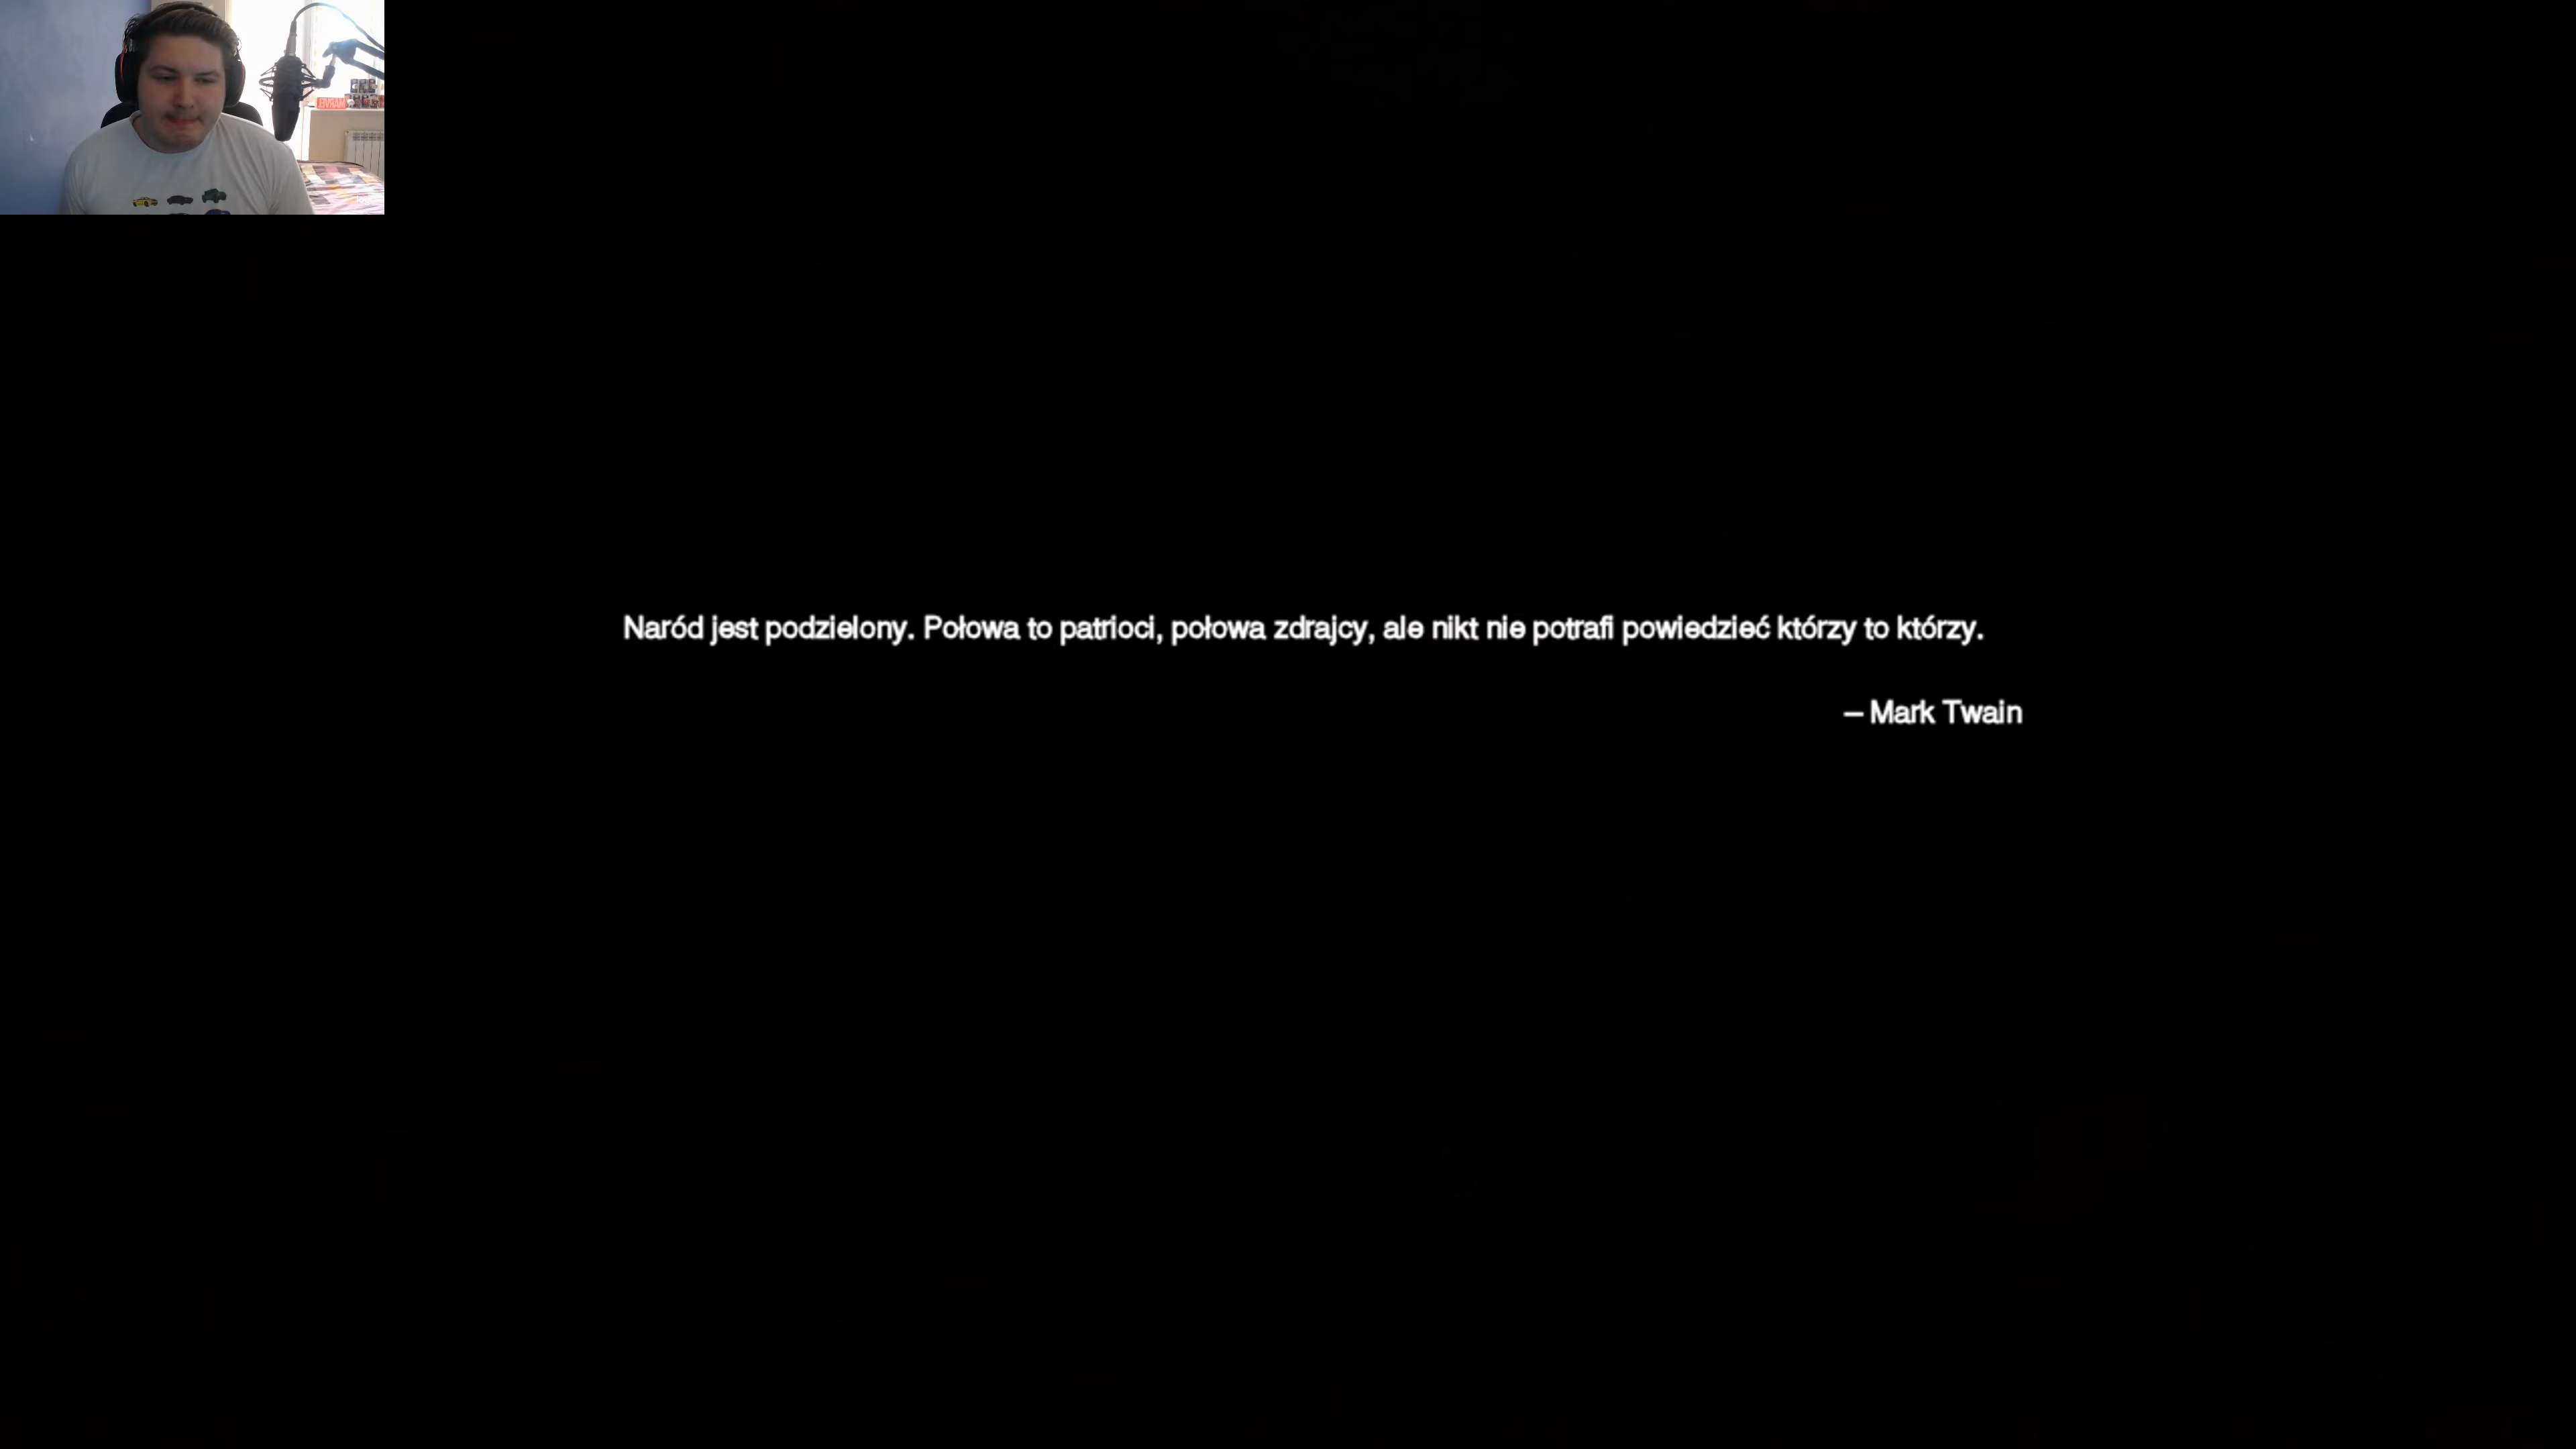 Naród jest podzielony. Połowa to patrioci, połowa zdrajcy, ale nikt nie potrafi powiedzieć którzy to którzy.
– Mark Twain